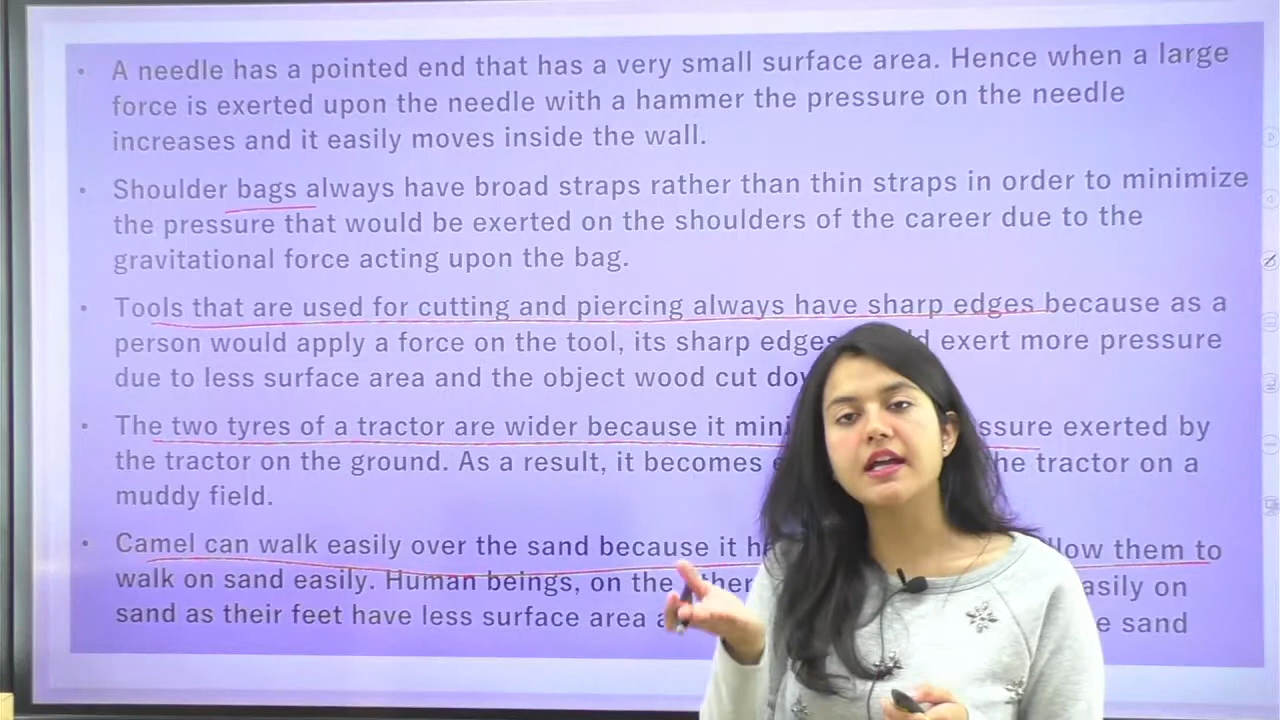 • A needle has a pointed end that has a very small surface area. Hence when a large
force is exerted upon the needle with a hammer the pressure on the needle
increases and it easily moves inside the wall.
• Shoulder bags always have broad straps rather than thin straps in order to minimize
the pressure that would be exerted on the shoulders of the career due to the
gravitational force acting upon the bag.
• Tools that are used for cutting and piercing always have sharp edges because as a
person would apply a force on the tool, its sharp edges exert more pressure
due to less surface area and the object wood cut
• The two tyres of a tractor are wider because it exerted by
the tractor on the ground. As a result, it becomes tractor on a
muddy field.
• Camel can walk easily over the sand because it them to
walk on sand easily. Human beings, on the on
sand as their feet have less surface area sand